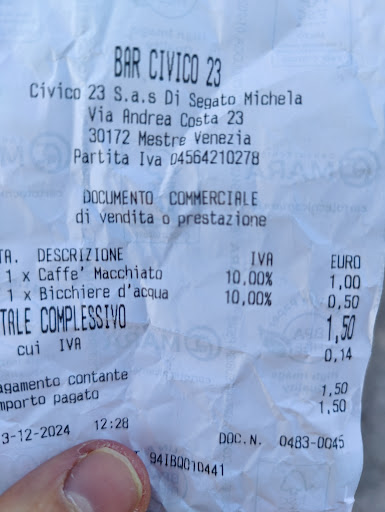 BAR CIVICO 23
Civico 23 S.a.s Di Segato Michela
Via Andrea Costa 23
30172 Mestre Venezia
Partita Iva 04564210278
DOCUMENTO COMMERCIALE
di vendita o prestazione
TA. DESCRIZIONE IVA EURO
1 x Caffe' Macchiato 10,00% 1,00
1 x Bicchiere d'acqua 10,00% 0,50
TALE COMPLESSIVO 1,50
cui IVA 0,14
agamento contante 1,50
mporto pagato 1,50
3-12-2024 12:28 DOC.N. 0483-0045
94IBQ010441